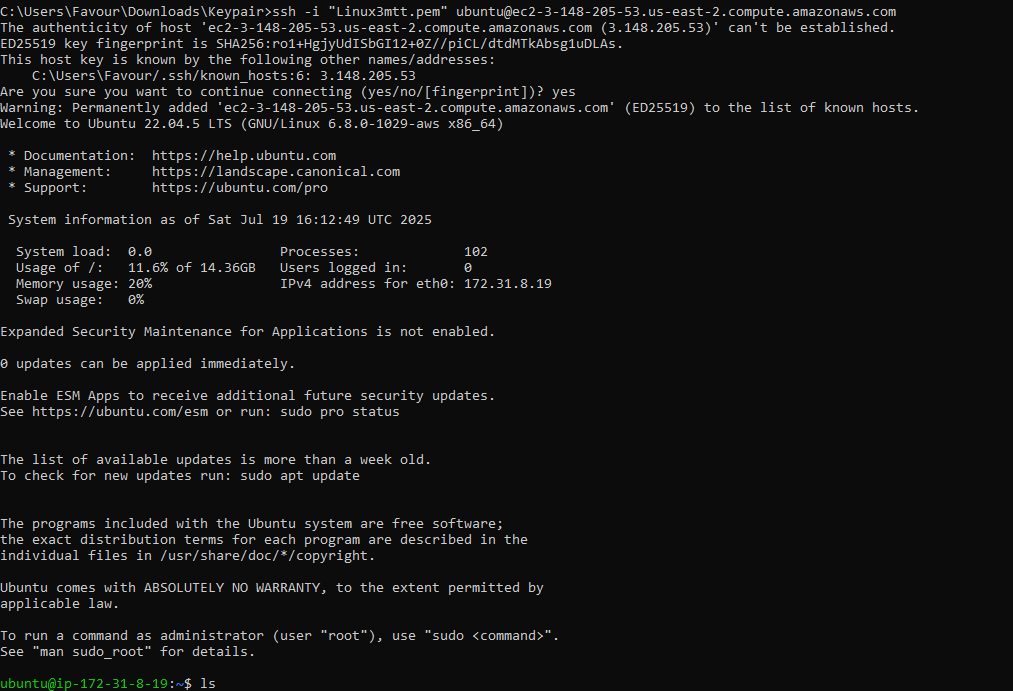 C:\Users\Favour\Downloads\Keypair>ssh -i "Linux3mtt.pem" ubuntu@ec2-3-148-205-53.us-east-2.compute.amazonaws.com
The authenticity of host 'ec2-3-148-205-53.us-east-2.compute.amazonaws.com (3.148.205.53)' can't be established.
ED25519 key fingerprint is SHA256:ro1+HgjyUdISbGI12+0Z//piCL/dtdMTkAbsg1uDLAs.
This host key is known by the following other names/addresses:
    C:\Users\Favour/.ssh/known_hosts:6: 3.148.205.53
Are you sure you want to continue connecting (yes/no/[fingerprint])? yes
Warning: Permanently added 'ec2-3-148-205-53.us-east-2.compute.amazonaws.com' (ED25519) to the list of known hosts.
Welcome to Ubuntu 22.04.5 LTS (GNU/Linux 6.8.0-1029-aws x86_64)

 * Documentation:  https://help.ubuntu.com
 * Management:     https://landscape.canonical.com
 * Support:        https://ubuntu.com/pro

 System information as of Sat Jul 19 16:12:49 UTC 2025

  System load:  0.0                Processes:             102
  Usage of /:   11.6% of 14.36GB   Users logged in:       0
  Memory usage: 20%                IPv4 address for eth0: 172.31.8.19
  Swap usage:   0%

Expanded Security Maintenance for Applications is not enabled.

0 updates can be applied immediately.

Enable ESM Apps to receive additional future security updates.
See https://ubuntu.com/esm or run: sudo pro status


The list of available updates is more than a week old.
To check for new updates run: sudo apt update


The programs included with the Ubuntu system are free software;
the exact distribution terms for each program are described in the
individual files in /usr/share/doc/*/copyright.

Ubuntu comes with ABSOLUTELY NO WARRANTY, to the extent permitted by
applicable law.

To run a command as administrator (user "root"), use "sudo <command>".
See "man sudo_root" for details.

ubuntu@ip-172-31-8-19:~$ ls